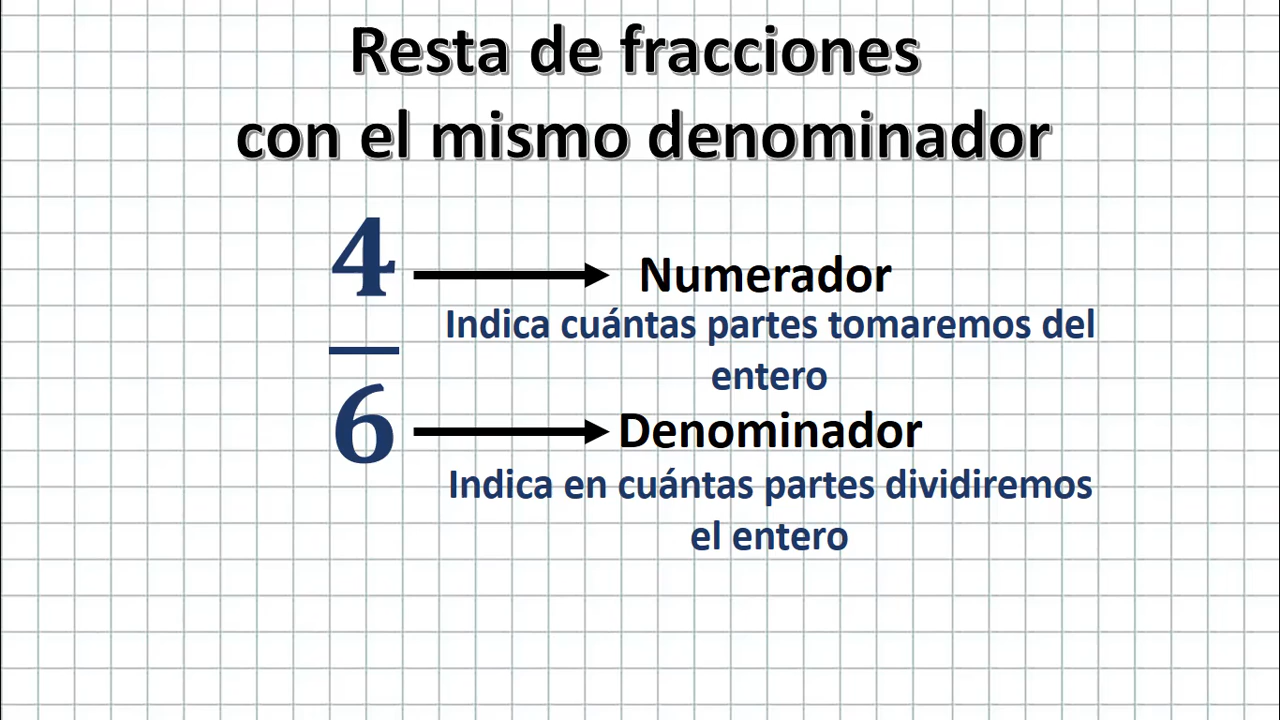 Resta de fracciones
con el mismo denominador
4
Numerador
Indica cuántas partes tomaremos del
entero
6
Denominador
Indica en cuántas partes dividiremos
el entero